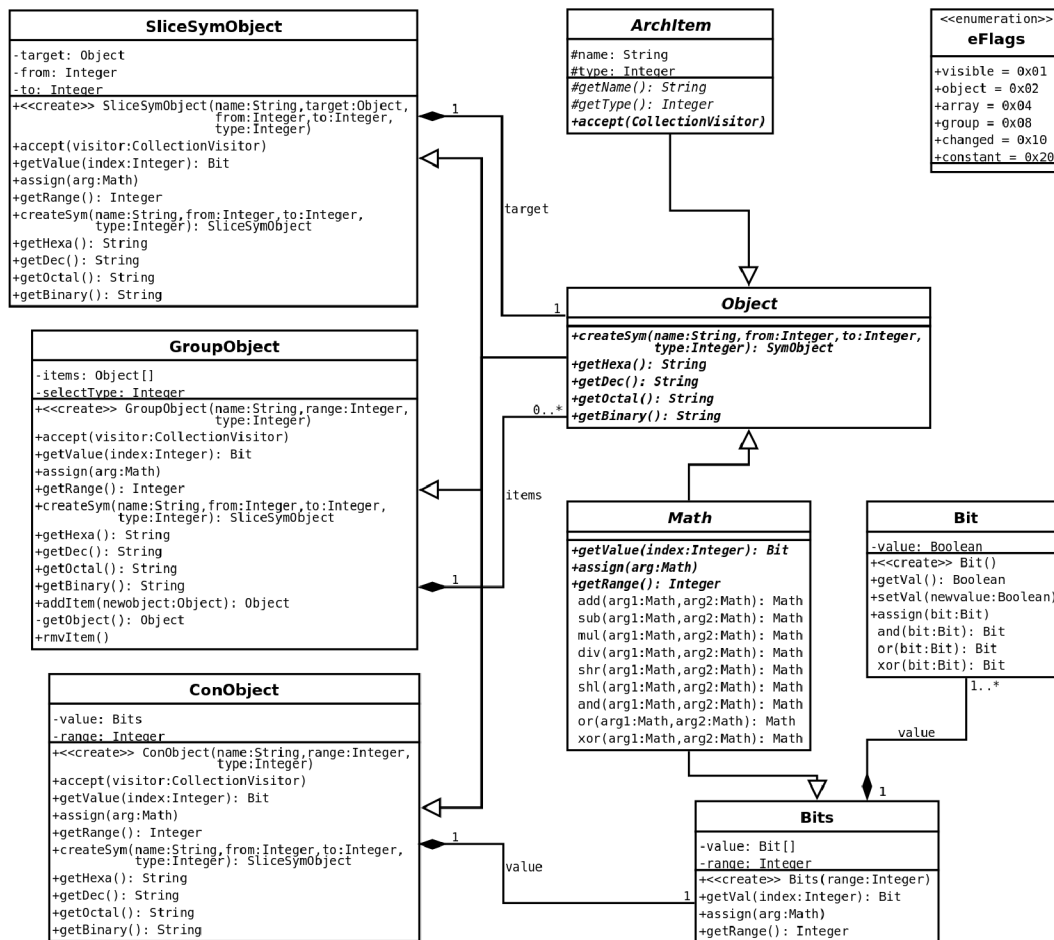 SliceSymObject
-target: Object
-from: Integer
-to: Integer
+<<create>> SliceSymObject(name:String,target:Object,
from:Integer,to:Integer,
type:Integer)
+accept(visitor:CollectionVisitor)
+getValue(index:Integer): Bit
+assign(arg:Math)
+getRange(): Integer
+createSym(name:String,from:Integer,to:Integer,
type:Integer): SliceSymObject
+getHexa(): String
+getDec(): String
+getOctal(): String
+getBinary(): String
1
target
1
ArchItem
#name: String
#type: Integer
#getName(): String
#getType(): Integer
+accept(CollectionVisitor)
<<enumeration>>
eFlags
+visible = 0x01
+object = 0x02
+array = 0x04
+group = 0x08
+changed = 0x10
+constant = 0x20
Object
+createSym(name:String,from:Integer,to:Integer,
type:Integer): SymObject
+getHexa(): String
+getDec(): String
+getOctal(): String
+getBinary(): String
GroupObject
-items: Object[]
-selectType: Integer
+<<create>> GroupObject(name:String,range:Integer,
type:Integer)
+accept(visitor:CollectionVisitor)
+getValue(index:Integer): Bit
+assign(arg:Math)
+getRange(): Integer
+createSym(name:String,from:Integer,to:Integer,
type:Integer): SliceSymObject
+getHexa(): String
+getDec(): String
+getOctal(): String
+getBinary(): String
+addItem(newobject:Object): Object
-getObject(): Object
+rmvItem()
0..*
items
1
Math
+getValue(index:Integer): Bit
+assign(arg:Math)
+getRange(): Integer
add(arg1:Math,arg2:Math): Math
sub(arg1:Math,arg2:Math): Math
mul(arg1:Math,arg2:Math): Math
div(arg1:Math,arg2:Math): Math
shr(arg1:Math,arg2:Math): Math
shl(arg1:Math,arg2:Math): Math
and(arg1:Math,arg2:Math): Math
or(arg1:Math,arg2:Math): Math
xor(arg1:Math,arg2:Math): Math
Bit
-value: Boolean
+<<create>> Bit()
+getVal(): Boolean
+setVal(newvalue:Boolean)
+assign(bit:Bit)
and(bit:Bit): Bit
or(bit:Bit): Bit
xor(bit:Bit): Bit
1..*
value
1
ConObject
-value: Bits
-range: Integer
+<<create>> ConObject(name:String,range:Integer,
type:Integer)
+accept(visitor:CollectionVisitor)
+getValue(index:Integer): Bit
+assign(arg:Math)
+getRange(): Integer
+createSym(name:String,from:Integer,to:Integer,
type:Integer): SliceSymObject
+getHexa(): String
+getDec(): String
+getOctal(): String
+getBinary(): String
1
value
1
Bits
-value: Bit[]
-range: Integer
+<<create>> Bits(range:Integer)
+getVal(index:Integer): Bit
+assign(arg:Math)
+getRange(): Integer